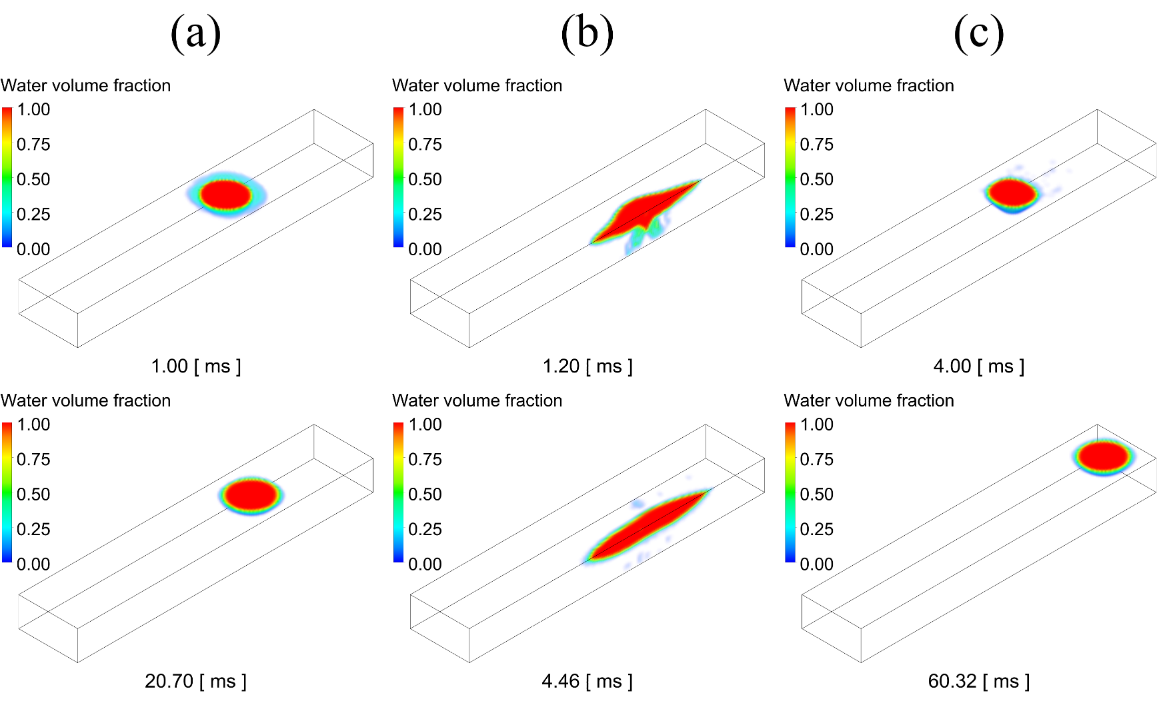 (a) (b) (c)
Water volume fraction Water volume fraction Water volume fraction
1.00 1.00 1.00
0.75 0.75 0.75
0.50 0.50 0.50
0.25 0.25 0.25
0.00 0.00 0.00
1.00 [ ms ] 1.20 [ ms ] 4.00 [ ms ]
Water volume fraction Water volume fraction Water volume fraction
1.00 1.00 1.00
0.75 0.75 0.75
0.50 0.50 0.50
0.25 0.25 0.25
0.00 0.00 0.00
20.70 [ ms ] 4.46 [ ms ] 60.32 [ ms ]